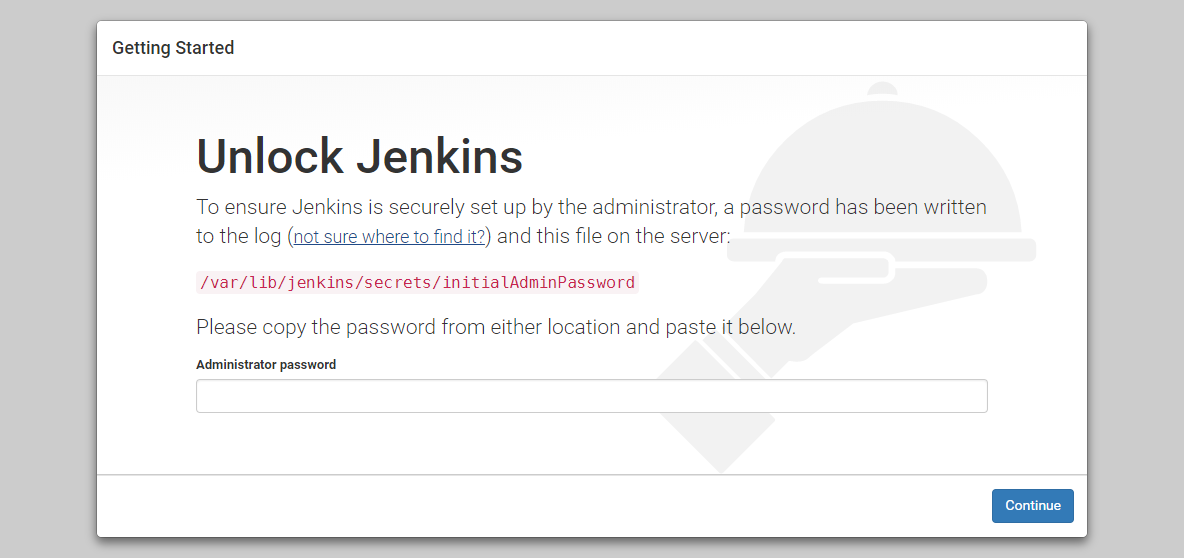 Getting Started
Unlock Jenkins
To ensure Jenkins is securely set up by the administrator, a password has been written
to the log (not sure where to find it?) and this file on the server:
/var/lib/jenkins/secrets/initialAdminPassword
Please copy the password from either location and paste it below.
Administrator password
Continue